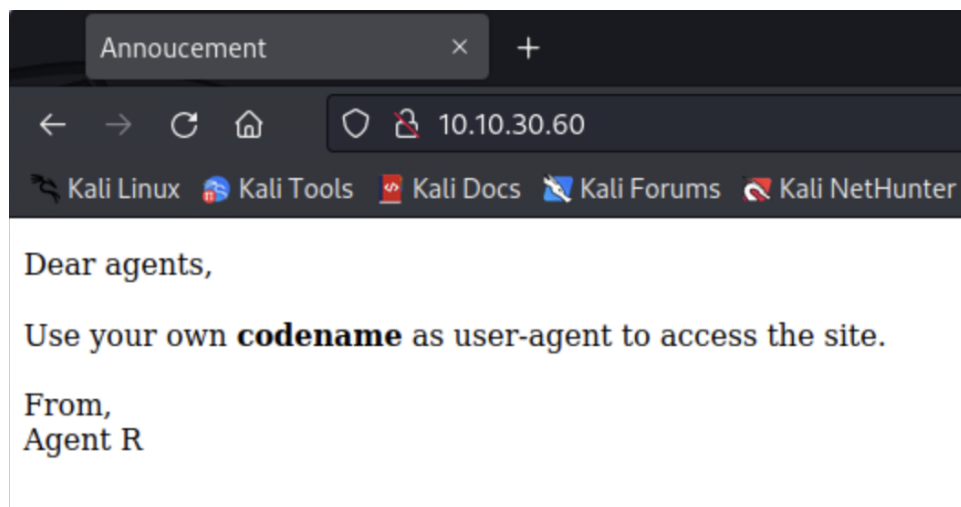 Annoucement
10.10.30.60
Kali Linux Kali Tools Kali Docs Kali Forums Kali NetHunter
Dear agents,
Use your own codename as user-agent to access the site.
From,
Agent R